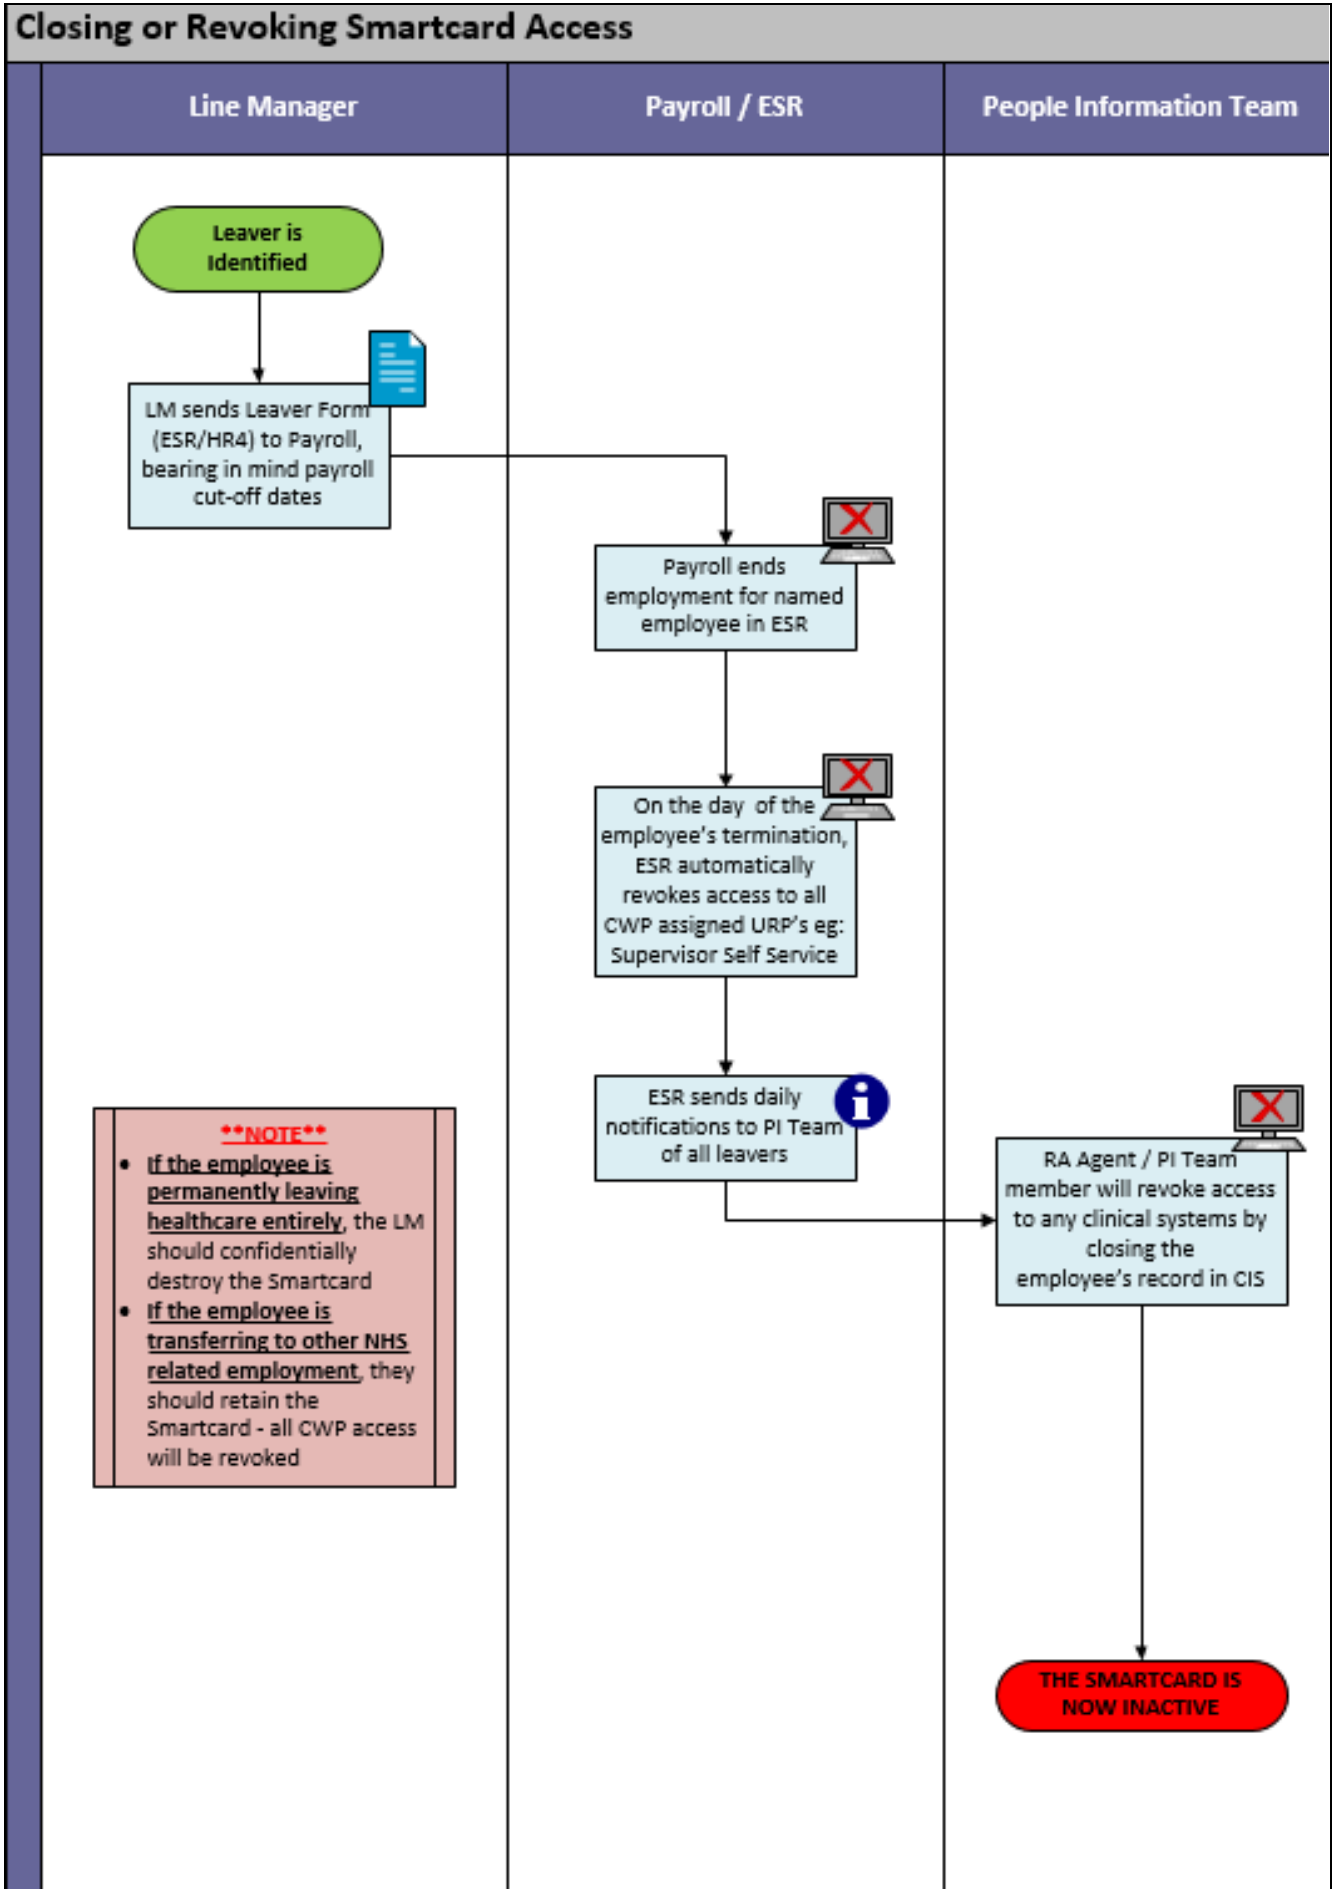 Closing or Revoking Smartcard Access
Line Manager
Payroll / ESR
People Information Team
Leaver is
Identified
LM sends Leaver Form
(ESR/HR4) to Payroll,
bearing in mind payroll
cut-off dates
Payroll ends
employment for named
employee in ESR
On the day  of the
employee's termination,
ESR automatically
revokes access to all
CWP assigned URP's eg:
Supervisor Self Service
ESR sends daily
notifications to PI Team
of all leavers
RA Agent / PI Team
member will revoke access
to any clinical systems by
closing the
employee's record in CIS
**NOTE**
• If the employee is
permanently leaving
healthcare entirely, the LM
should confidentially
destroy the Smartcard
• If the employee is
transferring to other NHS
related employment, they
should retain the
Smartcard - all CWP access
will be revoked
THE SMARTCARD IS
NOW INACTIVE